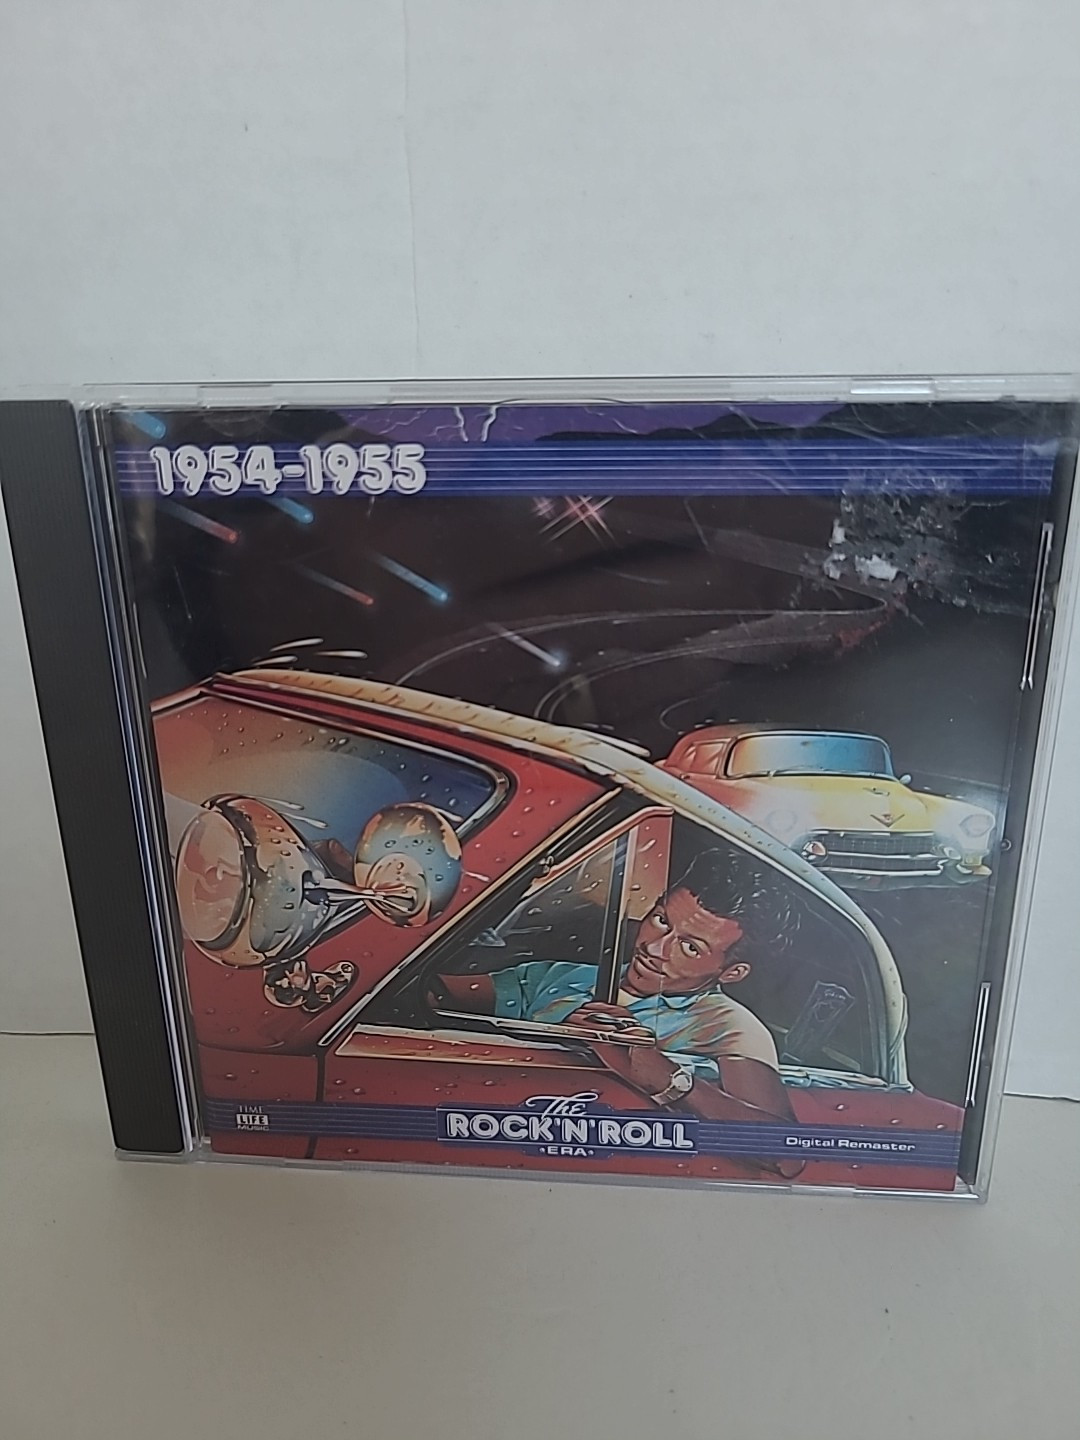 1954-1955
TIME
LIFE
MUSIC
The
ROCK'N'ROLL
ERA
Digital Remaster